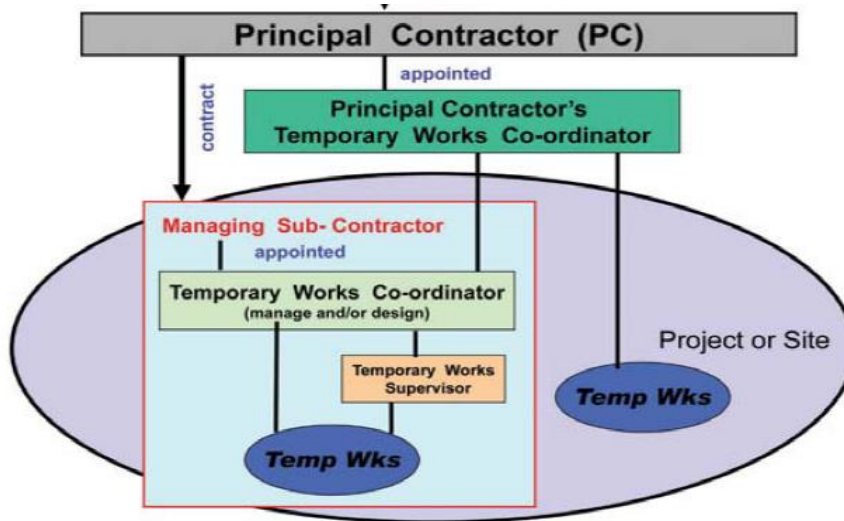 Principal Contractor (PC)
appointed
contract
Principal Contractor's
Temporary Works Co-ordinator
Managing Sub- Contractor
appointed
Temporary Works Co-ordinator
(manage and/or design)
Temporary Works
Supervisor
Temp Wks
Project or Site
Temp Wks